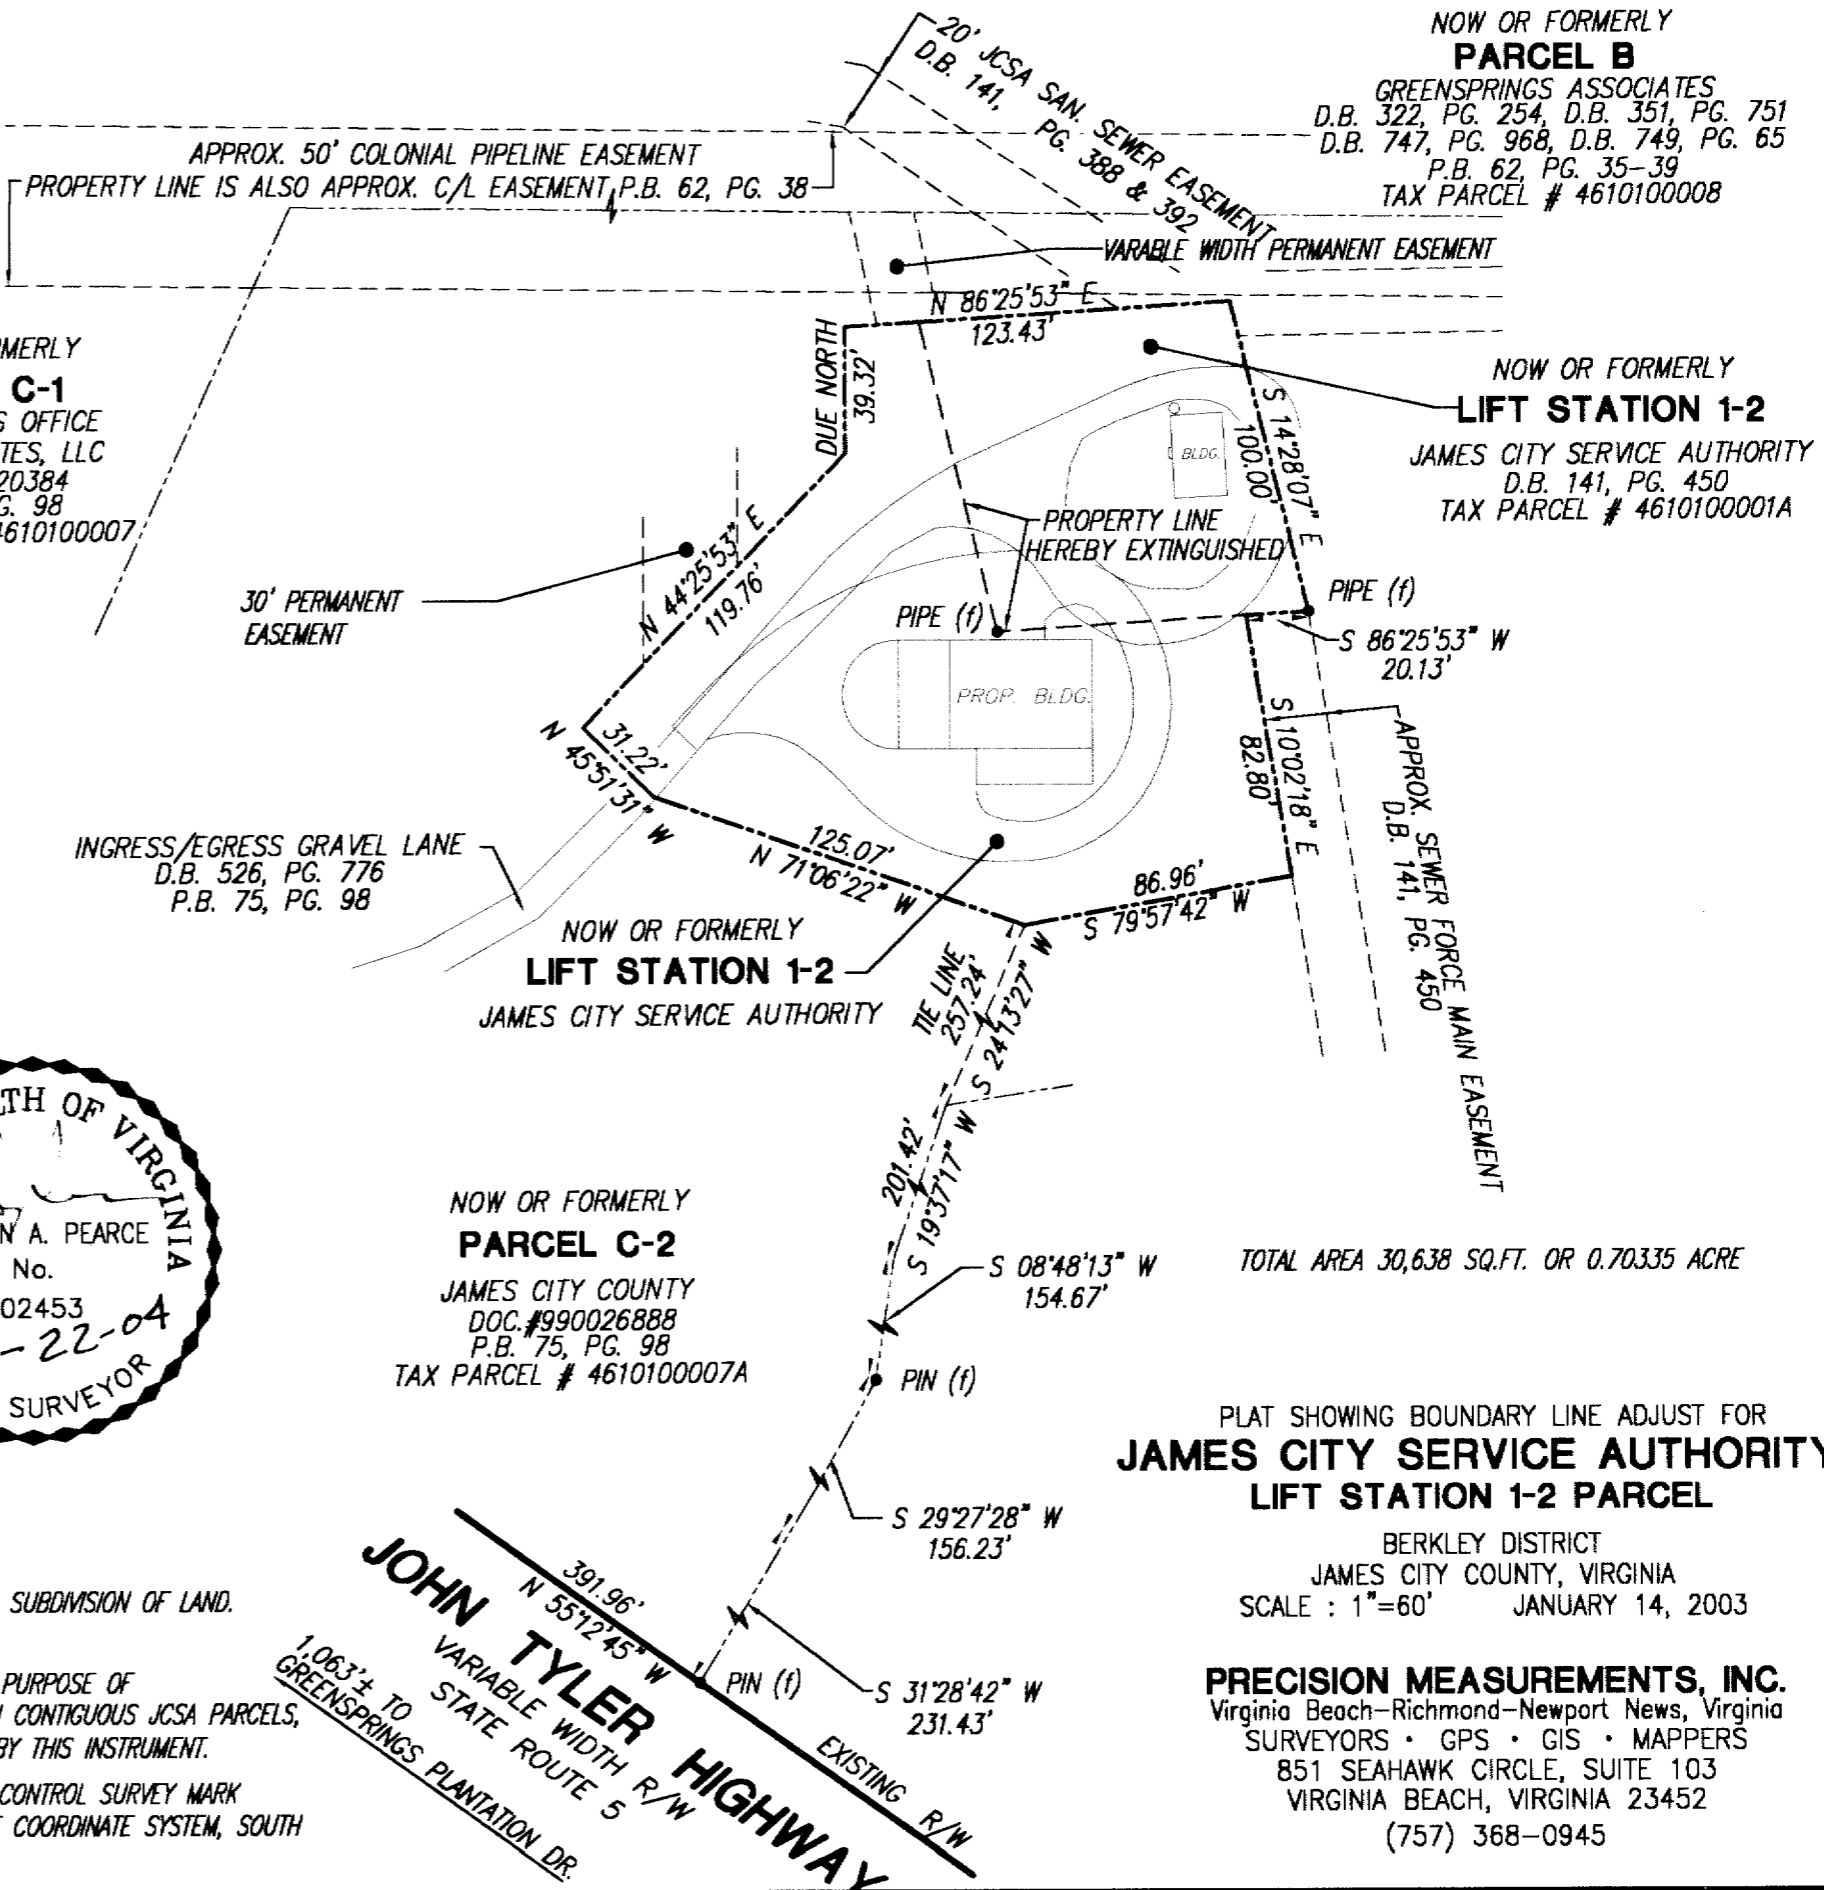 20' JCSA SAN. SEWER EASEMENT
D.B. 141, PG. 388 & 392
NOW OR FORMERLY
PARCEL B
GREENSPRINGS ASSOCIATES
D.B. 322, PG. 254, D.B. 351, PG. 751
D.B. 747, PG. 968, D.B. 749, PG. 65
P.B. 62, PG. 35-39
TAX PARCEL # 4610100008
APPROX. 50' COLONIAL PIPELINE EASEMENT
PROPERTY LINE IS ALSO APPROX. C/L EASEMENT P.B. 62, PG. 38
VARABLE WIDTH PERMANENT EASEMENT
N 86°25'53" E
123.43'
DUE NORTH
39.32'
MERLY
C-1
S OFFICE
TES, LLC
20384
G. 98
4610100007
NOW OR FORMERLY
LIFT STATION 1-2
JAMES CITY SERVICE AUTHORITY
D.B. 141, PG. 450
TAX PARCEL # 4610100001A
S 14°28'07" E
100.00'
BLDG.
PROPERTY LINE
HEREBY EXTINGUISHED
N 44°25'53" E
119.76'
30' PERMANENT
EASEMENT
PIPE (f)
PIPE (f)
S 86°25'53" W
20.13'
PROP. BLDG.
31.22'
N 45°51'31" W
S 10°02'18" E
82.80'
APPROX. SEWER FORCE MAIN EASEMENT
D.B. 141, PG. 450
INGRESS/EGRESS GRAVEL LANE
D.B. 526, PG. 776
P.B. 75, PG. 98
125.07'
N 71°06'22" W
86.96'
S 79°57'42" W
NOW OR FORMERLY
LIFT STATION 1-2
JAMES CITY SERVICE AUTHORITY
TIE LINE
257.24'
S 24°13'27" W
201.42'
S 19°37'17" W
LTH OF VIRGINIA
N A. PEARCE
No.
02453
-22-04
SURVEYOR
NOW OR FORMERLY
PARCEL C-2
JAMES CITY COUNTY
DOC.#990026888
P.B. 75, PG. 98
TAX PARCEL # 4610100007A
S 08°48'13" W
154.67'
TOTAL AREA 30,638 SQ.FT. OR 0.70335 ACRE
PIN (f)
S 29°27'28" W
156.23'
S 31°28'42" W
231.43'
PIN (f)
391.96'
N 55°12'45" W
JOHN TYLER HIGHWAY
VARIABLE WIDTH R/W
STATE ROUTE 5
1,063'± TO
GREENSPRINGS PLANTATION DR.
EXISTING R/W
SUBDIVISION OF LAND.
PURPOSE OF
CONTIGUOUS JCSA PARCELS,
BY THIS INSTRUMENT.
CONTROL SURVEY MARK
COORDINATE SYSTEM, SOUTH
PLAT SHOWING BOUNDARY LINE ADJUST FOR
JAMES CITY SERVICE AUTHORITY
LIFT STATION 1-2 PARCEL
BERKLEY DISTRICT
JAMES CITY COUNTY, VIRGINIA
SCALE : 1"=60' JANUARY 14, 2003
PRECISION MEASUREMENTS, INC.
Virginia Beach-Richmond-Newport News, Virginia
SURVEYORS · GPS · GIS · MAPPERS
851 SEAHAWK CIRCLE, SUITE 103
VIRGINIA BEACH, VIRGINIA 23452
(757) 368-0945